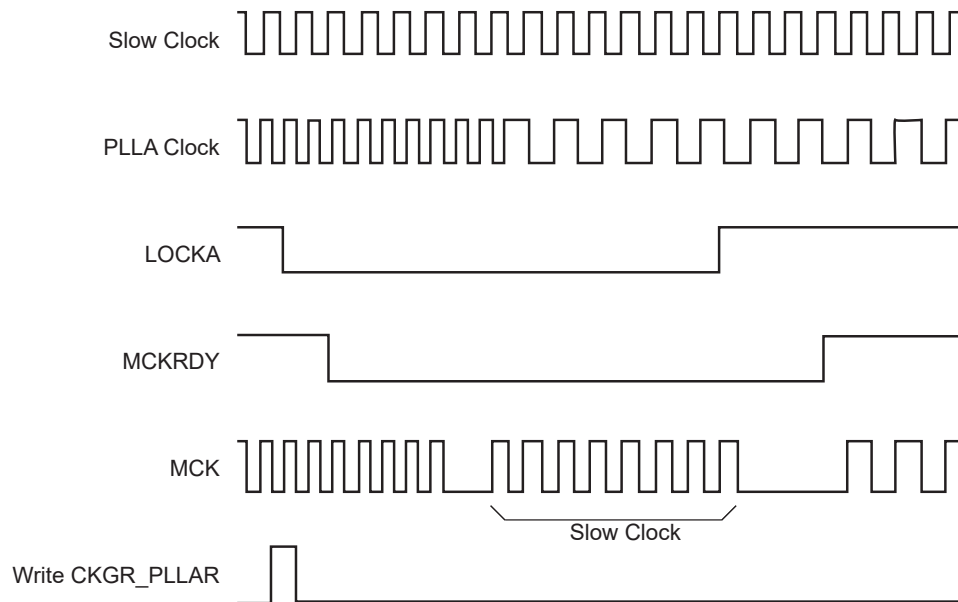 Slow Clock
PLLA Clock
LOCKA
MCKRDY
MCK
Slow Clock
Write CKGR_PLLAR